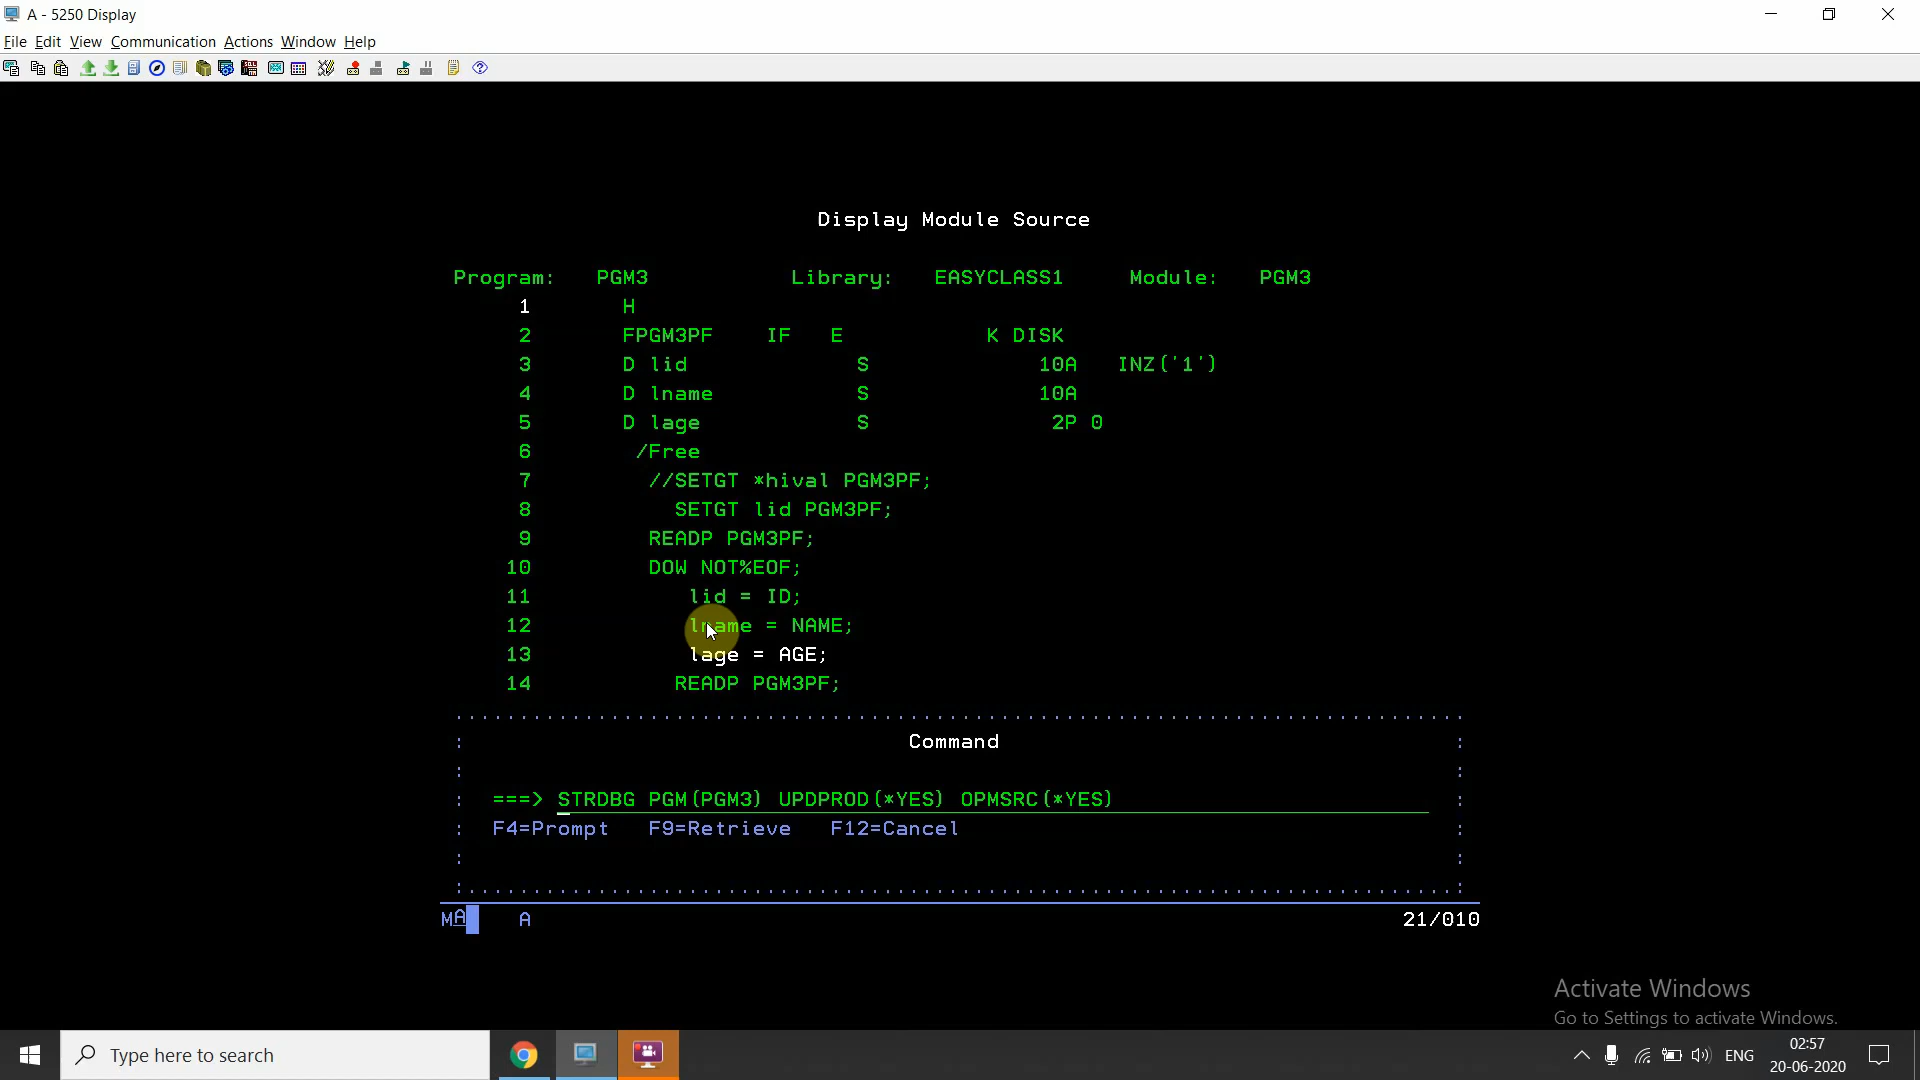 A - 5250 Display
File Edit View Communication Actions Window Help
Display Module Source
Program: PGM3 Library: EASYCLASS1 Module: PGM3
1 H
2 FPGM3PF IF E K DISK
3 D lid S 10A INZ('1')
4 D lname S 10A
5 D lage S 2P 0
6 /Free
7 //SETGT *hival PGM3PF;
8 SETGT lid PGM3PF;
9 READP PGM3PF;
10 DOW NOT%EOF;
11 lid = ID;
12 lname = NAME;
13 lage = AGE;
14 READP PGM3PF;
Command
===> STRDBG PGM(PGM3) UPDPROD(*YES) OPMSRC(*YES)
F4=Prompt F9=Retrieve F12=Cancel
MA A 21/010
Activate Windows
Go to Settings to activate Windows.
Type here to search
ENG
02:57
20-06-2020